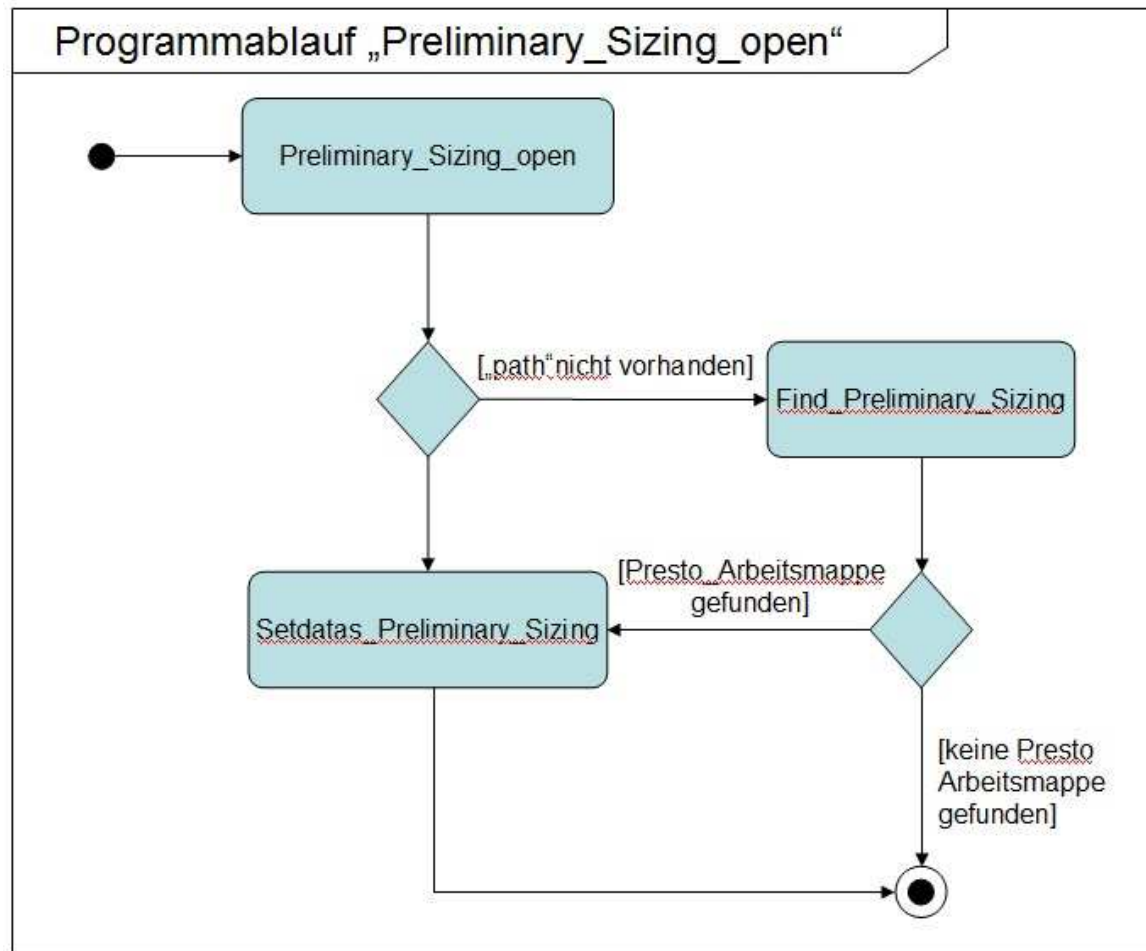 Programmablauf „Preliminary_Sizing_open“
Preliminary_Sizing_open
[„path“nicht vorhanden]
Find_Preliminary_Sizing
[Presto_Arbeitsmappe
gefunden]
Setdatas_Preliminary_Sizing
[keine Presto
Arbeitsmappe
gefunden]